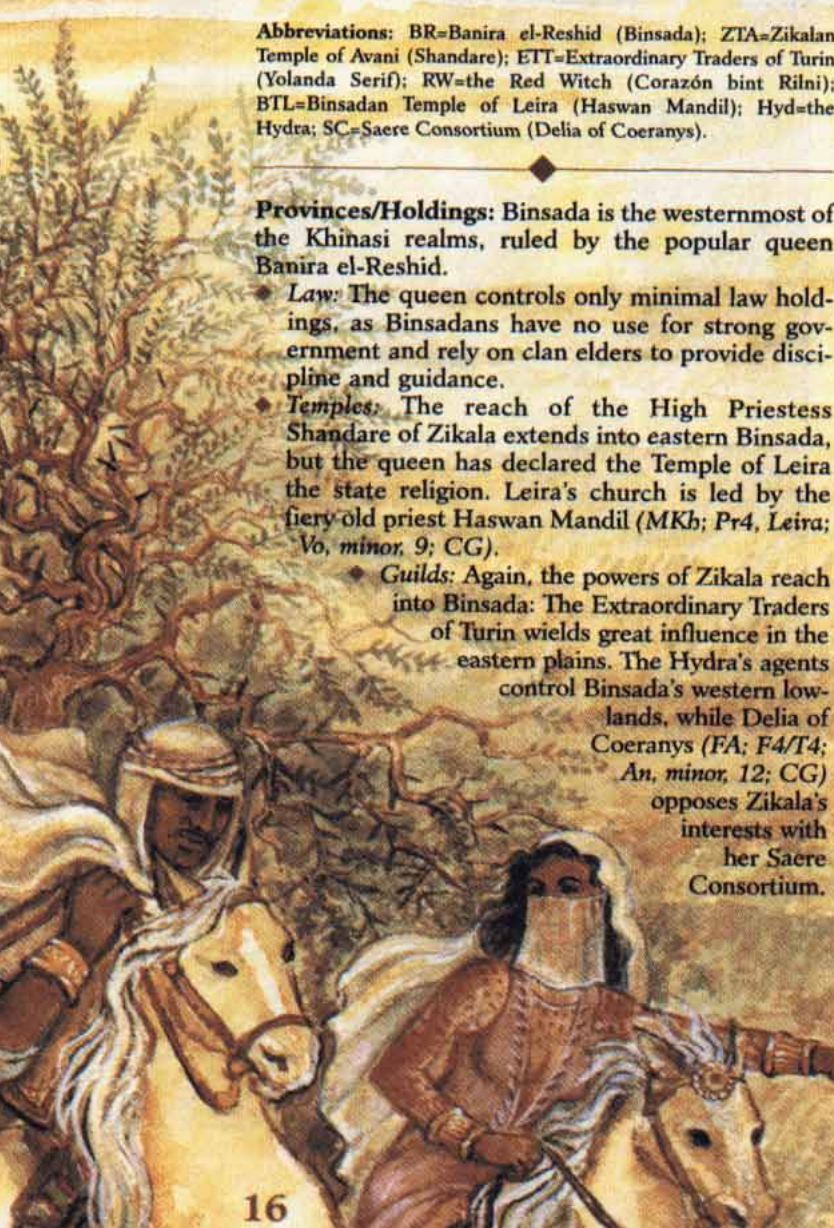 Abbreviations: BR=Banira el-Reshid (Binsada); ZTA=Zikalan
Temple of Avani (Shandare); ETT=Extraordinary Traders of Turin
(Yolanda Serif); RW=the Red Witch (Corazón bint Rilni);
BTL=Binsadan Temple of Leira (Haswan Mandil); Hyd=the
Hydra; SC=Saere Consortium (Delia of Coeranys).
Provinces/Holdings: Binsada is the westernmost of
the Khinasi realms, ruled by the popular queen
Banira el-Reshid.
Law: The queen controls only minimal law hold-
ings, as Binsadans have no use for strong gov-
ernment and rely on clan elders to provide disci-
pline and guidance.
Temples: The reach of the High Priestess
Shandare of Zikala extends into eastern Binsada,
but the queen has declared the Temple of Leira
the state religion. Leira's church is led by the
fiery old priest Haswan Mandil (MKh; Pr4, Leira;
Vo, minor, 9; CG).
Guilds: Again, the powers of Zikala reach
into Binsada: The Extraordinary Traders
of Turin wields great influence in the
eastern plains. The Hydra's agents
control Binsada's western low-
lands, while Delia of
Coeranys (FA; F4/T4;
An, minor, 12; CG)
opposes Zikala's
interests with
her Saere
Consortium.
16